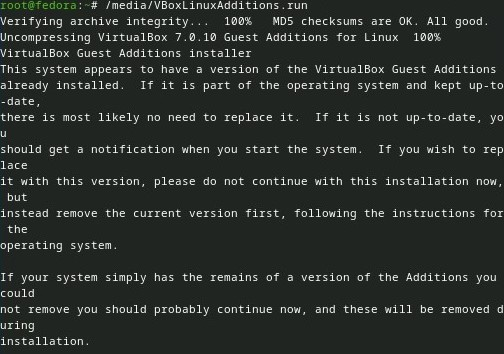 root@fedora:~# /media/VBoxLinuxAdditions.run
Verifying archive integrity...  100%   MD5 checksums are OK. All good.
Uncompressing VirtualBox 7.0.10 Guest Additions for Linux  100%
VirtualBox Guest Additions installer
This system appears to have a version of the VirtualBox Guest Additions
already installed.  If it is part of the operating system and kept up-to
-date,
there is most likely no need to replace it.  If it is not up-to-date, yo
u
should get a notification when you start the system.  If you wish to rep
lace
it with this version, please do not continue with this installation now,
 but
instead remove the current version first, following the instructions for
 the
operating system.

If your system simply has the remains of a version of the Additions you
could
not remove you should probably continue now, and these will be removed d
uring
installation.